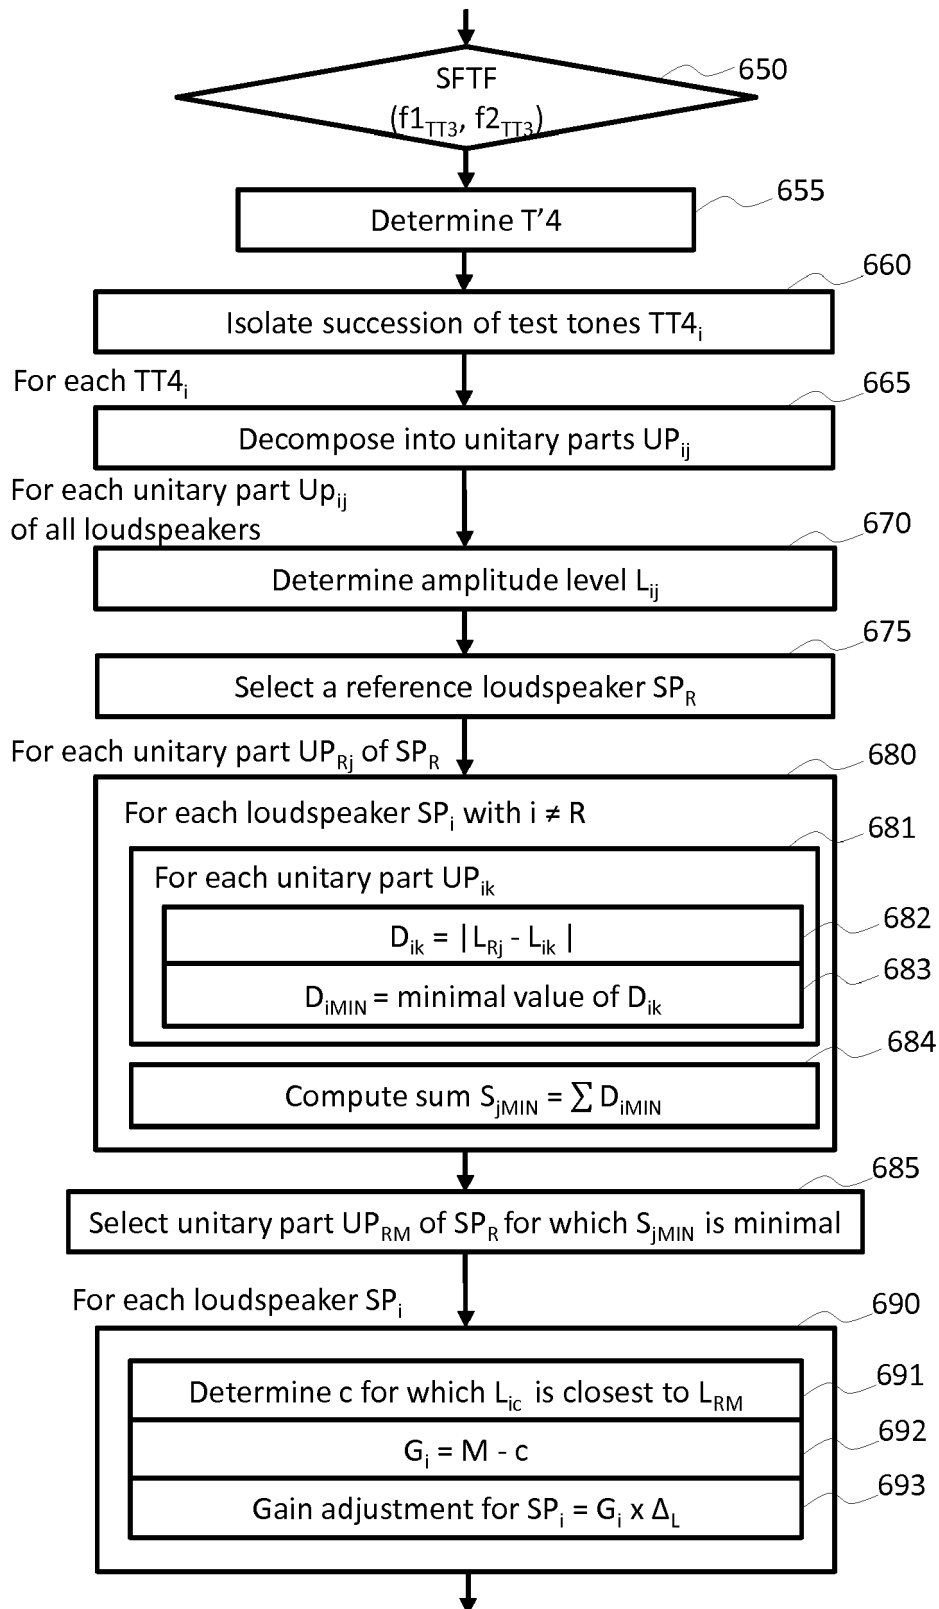 SFTF
(f1TT3, f2TT3)
650
Determine T'4
655
660
Isolate succession of test tones TT4i
For each TT4i
665
Decompose into unitary parts UPij
For each unitary part Upij
of all loudspeakers
670
Determine amplitude level Lij
675
Select a reference loudspeaker SPR
For each unitary part UPRj of SPR
680
For each loudspeaker SPi with i ≠ R
681
For each unitary part UPik
682
Dik = |LRj - Lik |
683
DiMIN = minimal value of Dik
684
Compute sum SjMIN = ∑ DiMIN
685
Select unitary part UPRM of SPR for which SjMIN is minimal
For each loudspeaker SPi
690
Determine c for which Lic is closest to LRM
691
Gi = M - c
692
Gain adjustment for SPi = Gi x ΔL
693